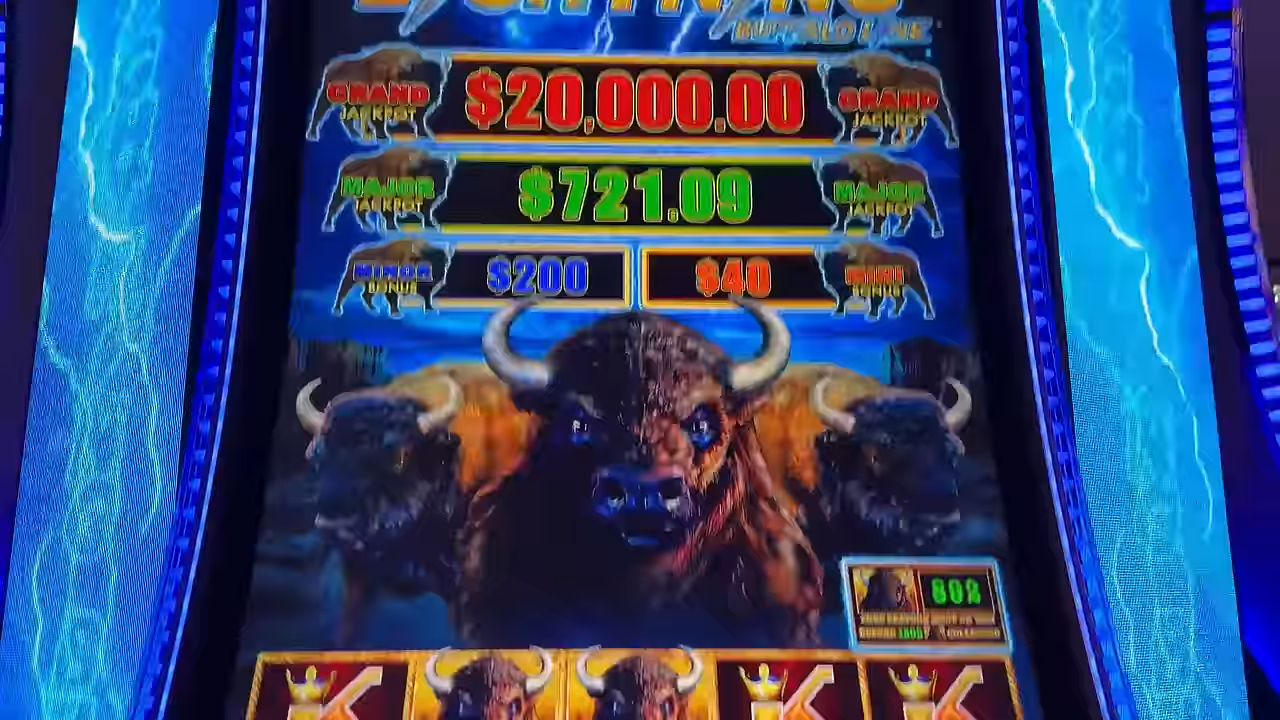 LIGHTNING
BUFFALO LINK
GRAND JACKPOT $20,000.00 GRAND JACKPOT
MAJOR JACKPOT $721.09 MAJOR JACKPOT
MINOR BONUS $200 $40 MINI BONUS
K K K